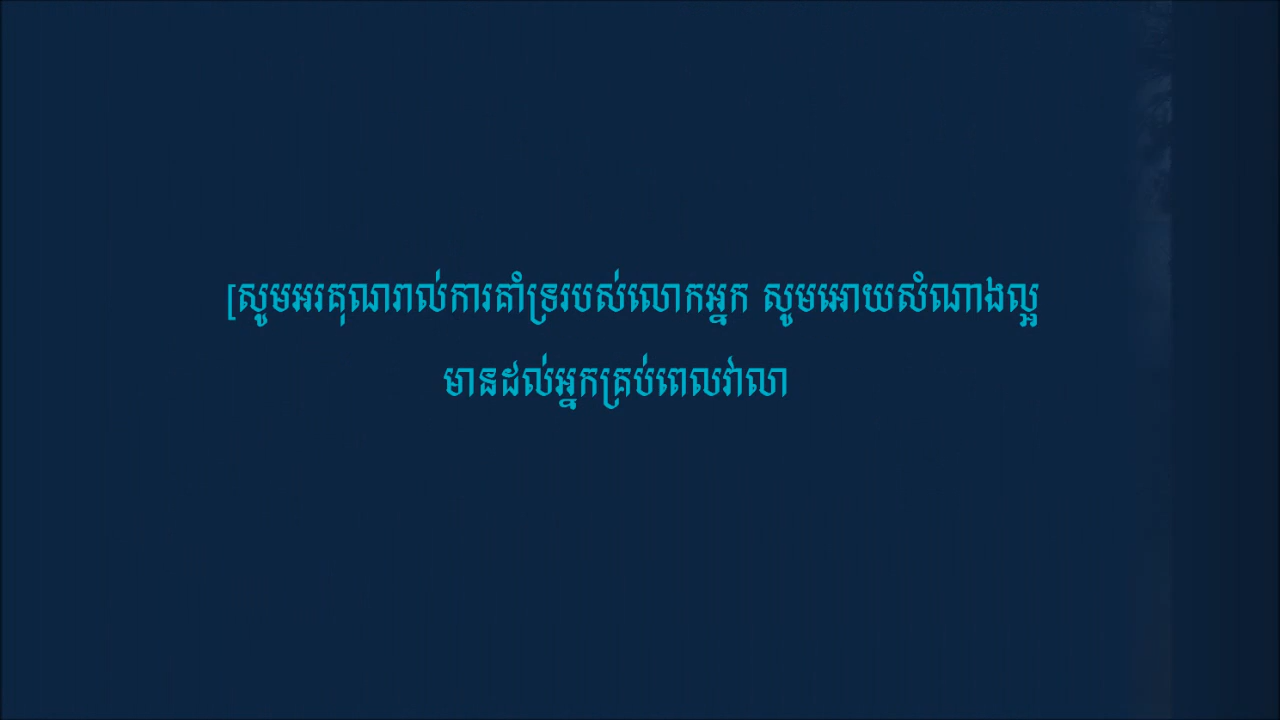 [សូមអរគុណរាល់ការគាំទ្ររបស់លោកអ្នក សូមអោយសំណាងល្អ
មានដល់អ្នកគ្រប់ពេលវាលា